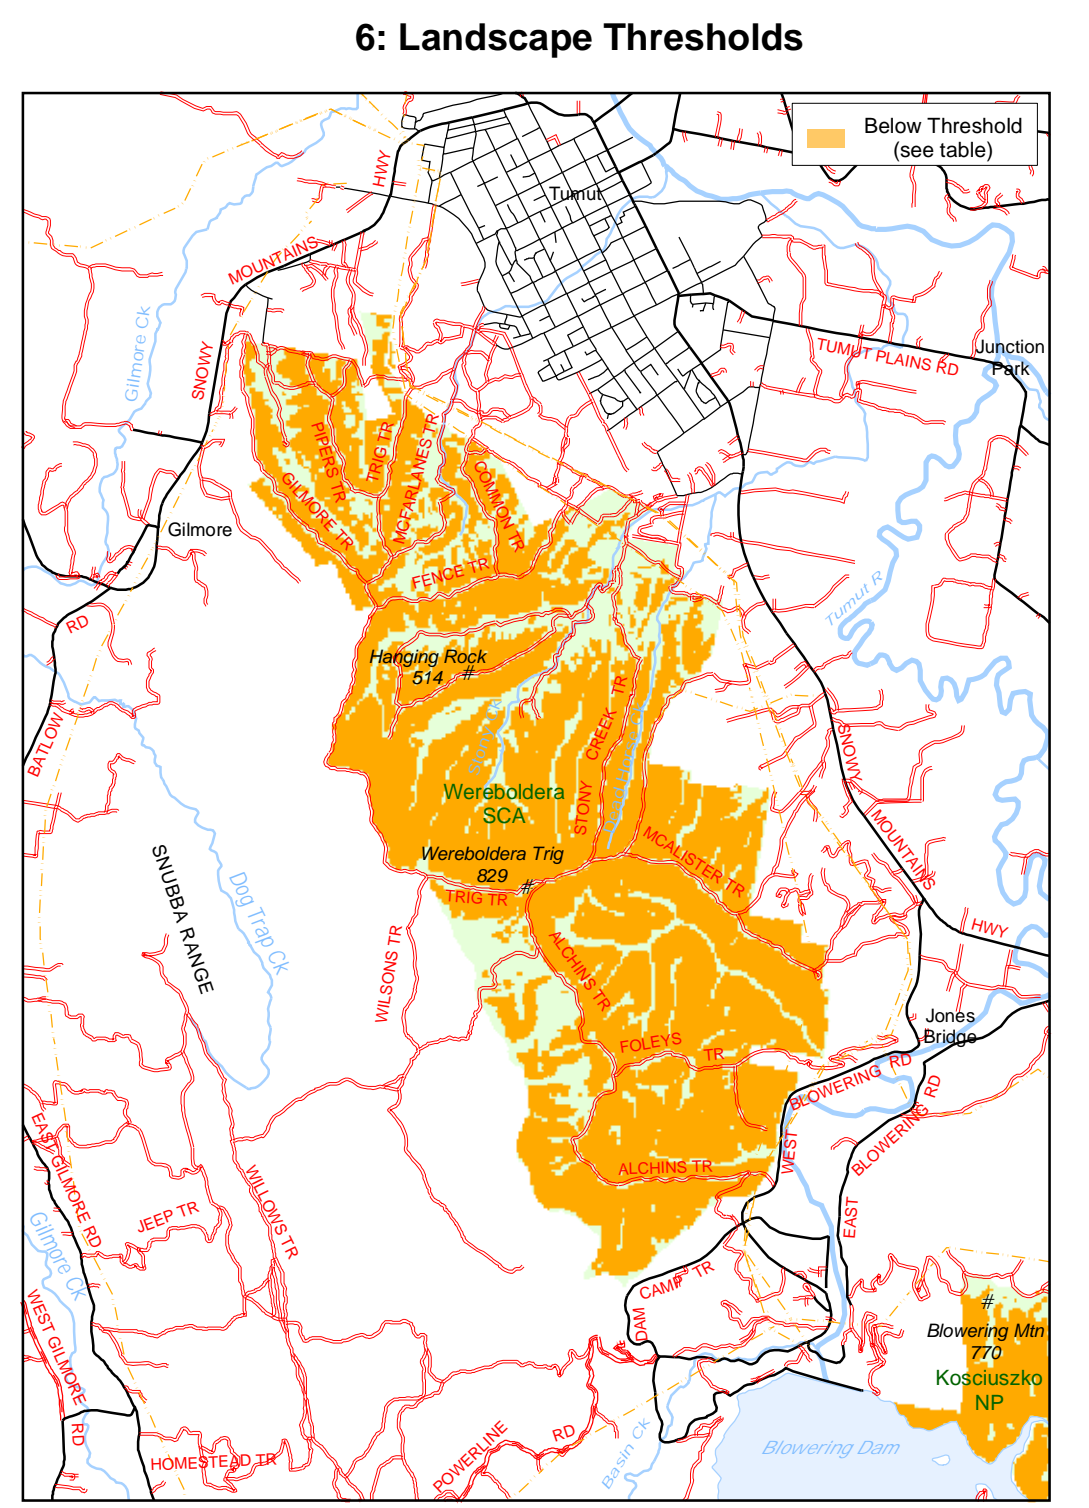 6: Landscape Thresholds
Below Threshold
(see table)
HWY
Tumut
MOUNTAINS
Gilmore Ck
SNOWY
TUMUT PLAINS RD
Junction
Park
PIPERS TR
TRIG TR
MCFARLANES TR
COMMON TR
GILMORE TR
Gilmore
FENCE TR
Tumut R
RD
Hanging Rock
514
#
STONY CREEK TR
Stony Ck
BATLOW
SNOWY
Wereboldera
SCA
MOUNTAINS
MCALISTER TR
Wereboldera Trig
829
#
TRIG TR
SNUBBA RANGE
Dog Trap Ck
WILSONS TR
ALCHINS TR
HWY
Jones
Bridge
FOLEYS TR
BLOWERING RD
WEST
BLOWERING RD
EAST
EAST GILMORE RD
ALCHINS TR
WILLOWS TR
JEEP TR
Gilmore Ck
CAMP TR
DAM
WEST GILMORE
RD
#
Blowering Mtn
770
Kosciuszko
NP
HOMESTEAD TR
POWERLINE
RD
Basin Ck
Blowering Dam